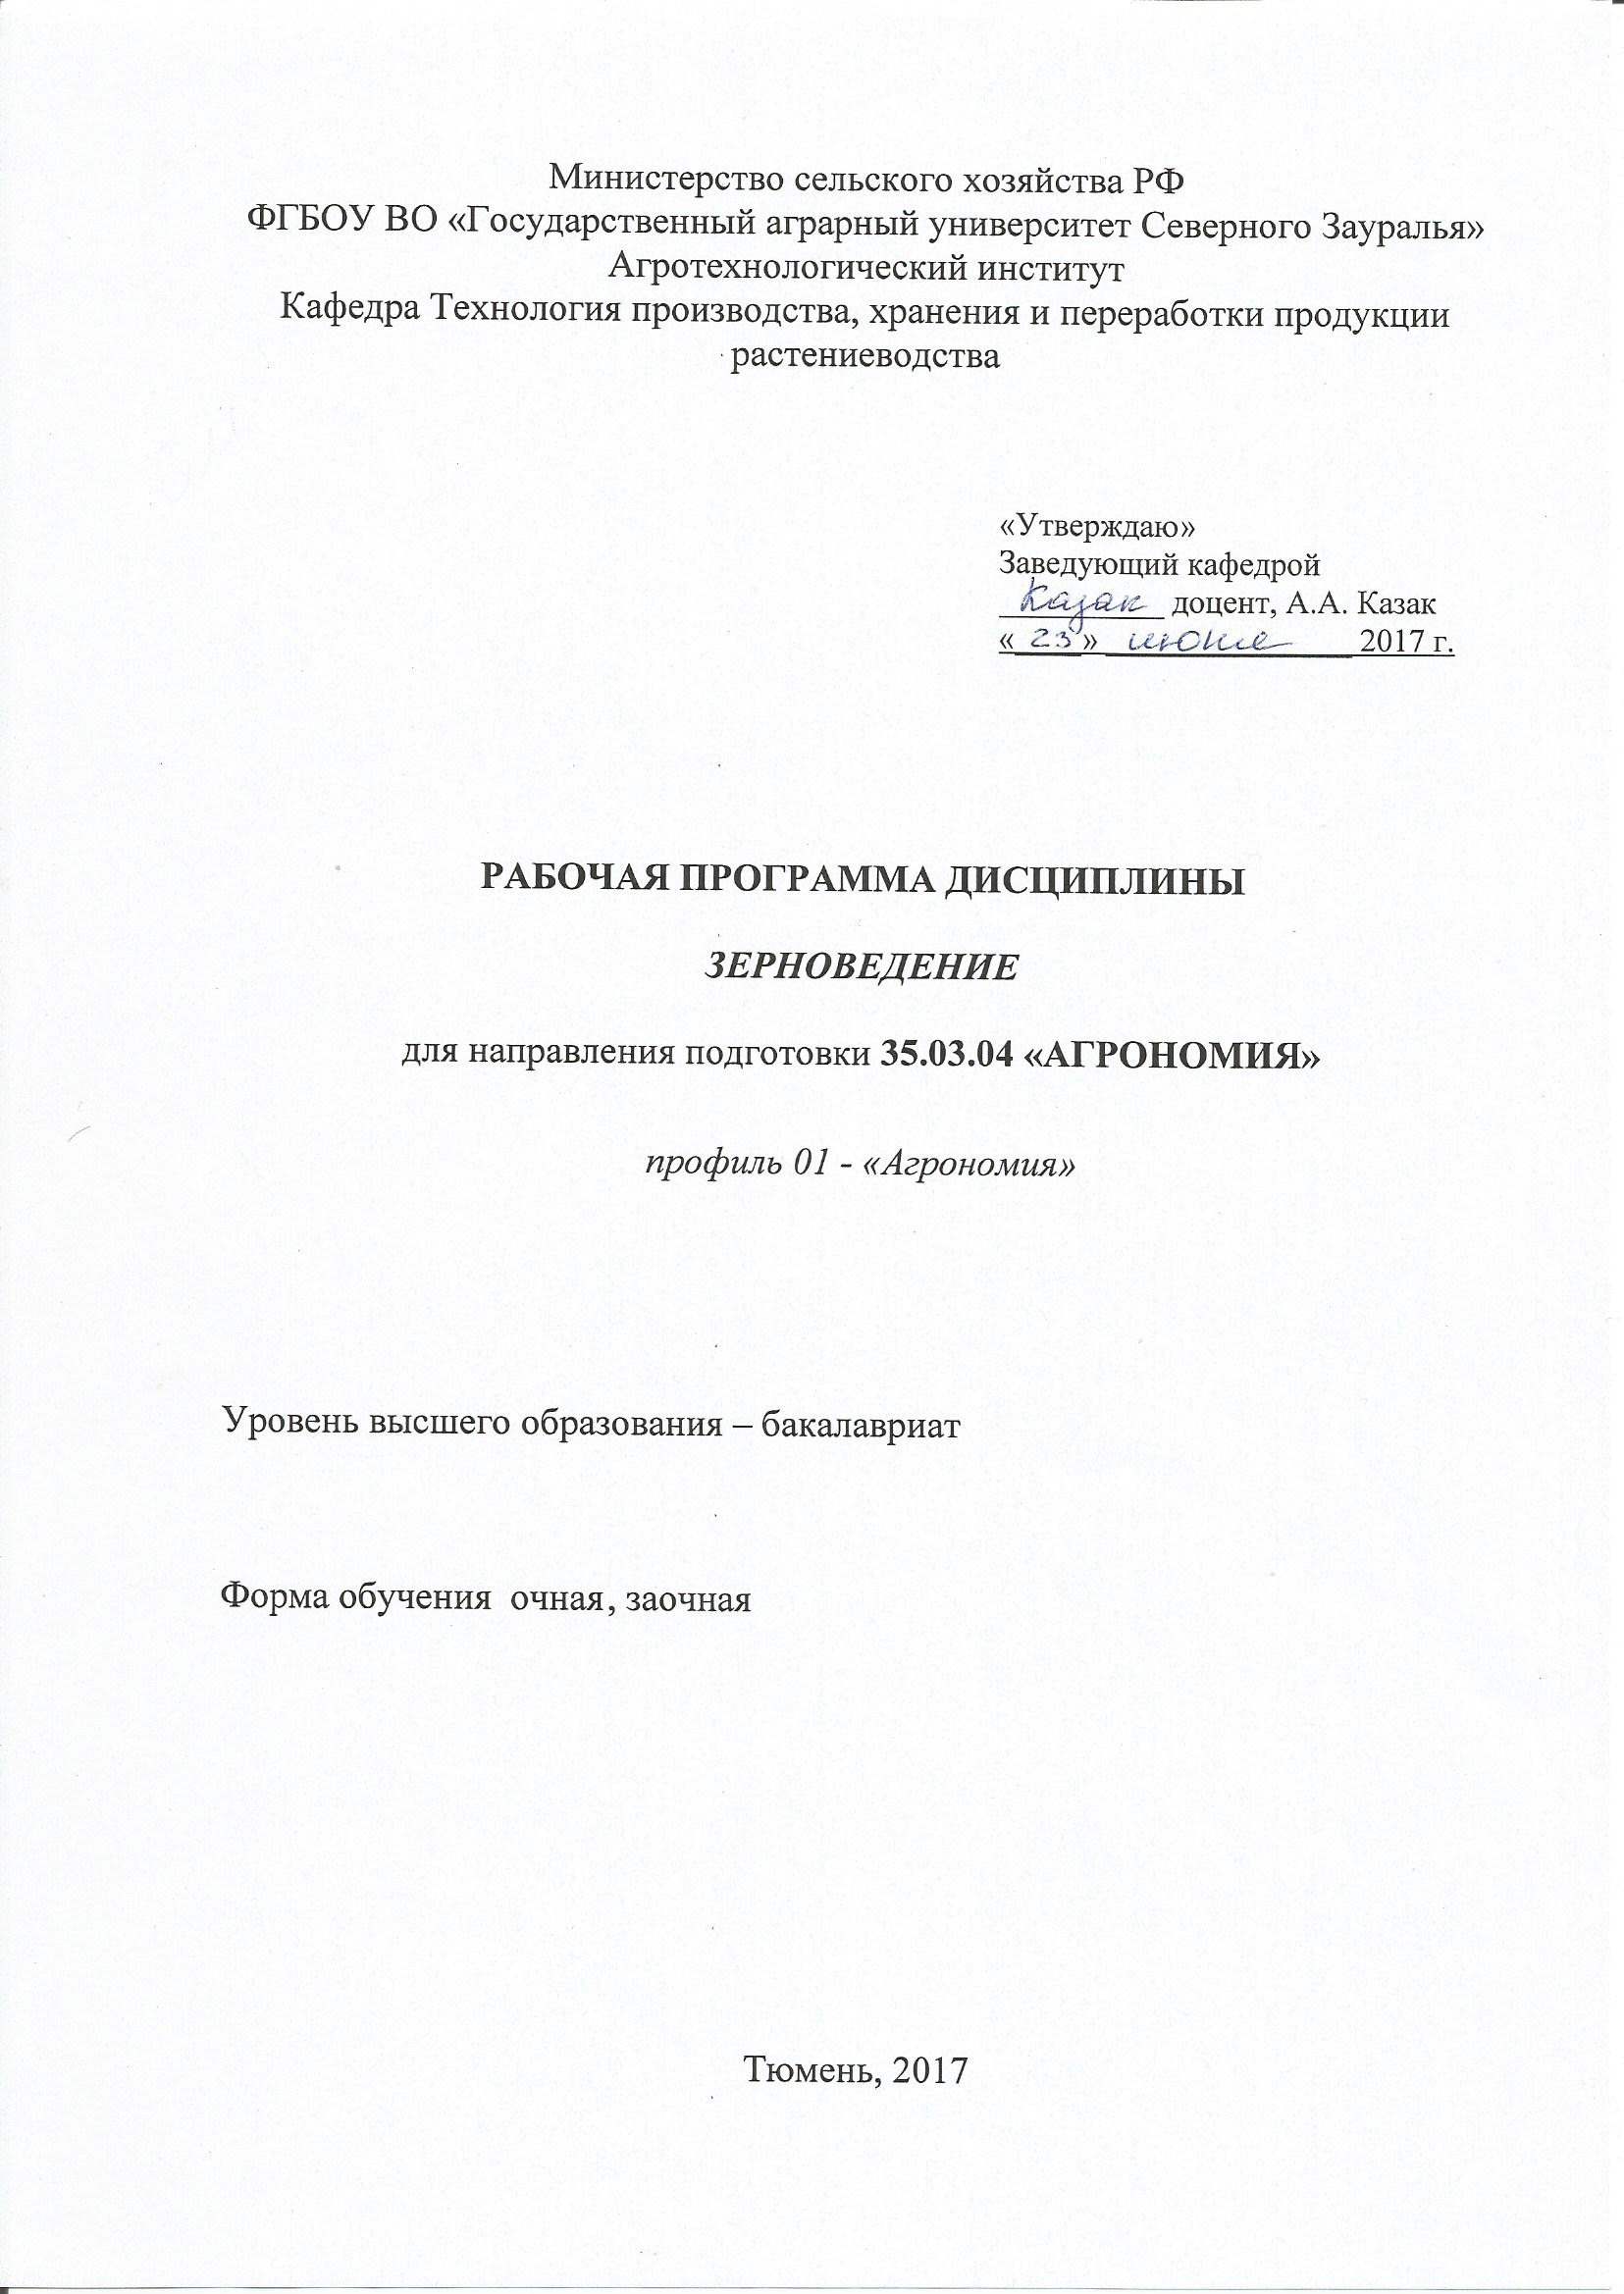 Министерство сельского хозяйства РФ
ФГБОУ ВО «Государственный аграрный университет Северного Зауралья»
Агротехнологический институт
Кафедра Технология производства, хранения и переработки продукции
растениеводства
«Утверждаю»
Заведующий кафедрой
Казак доцент, А.А. Казак
«23» июня 2017 г.
РАБОЧАЯ ПРОГРАММА ДИСЦИПЛИНЫ
ЗЕРНОВЕДЕНИЕ
для направления подготовки 35.03.04 «АГРОНОМИЯ»
профиль 01 - «Агрономия»
Уровень высшего образования – бакалавриат
Форма обучения очная, заочная
Тюмень, 2017